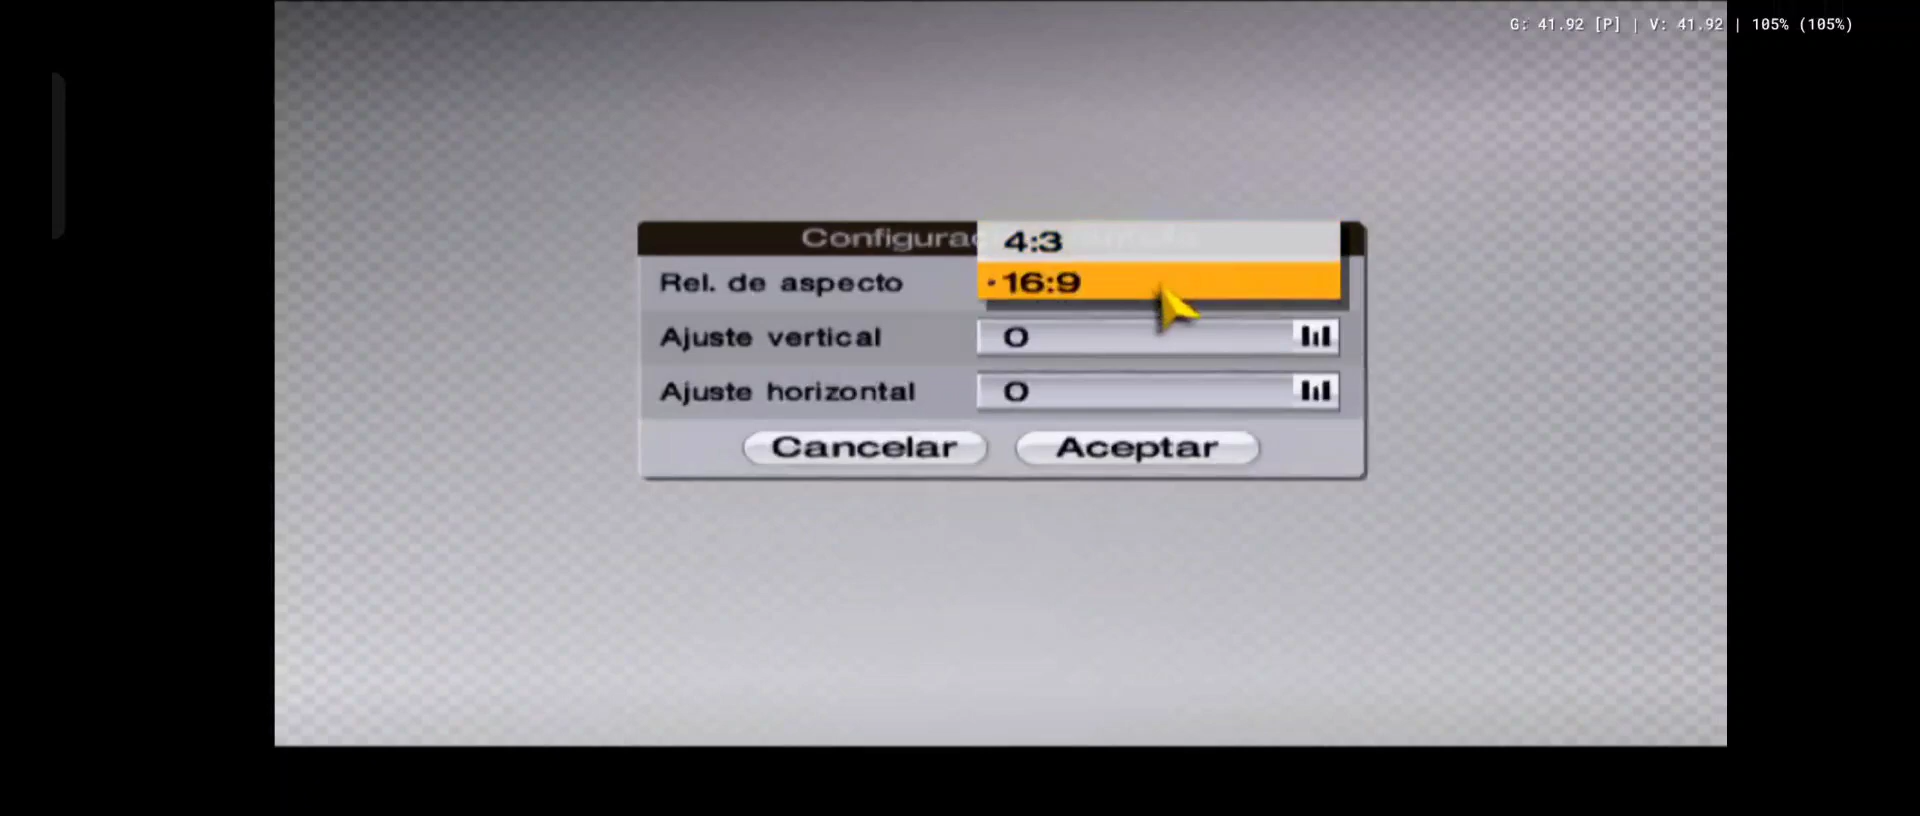 G: 41.92 [P] | V: 41.92 | 105% (105%)
4:3
Rel. de aspecto
·16:9
Ajuste vertical
0
Ajuste horizontal
0
Cancelar
Aceptar